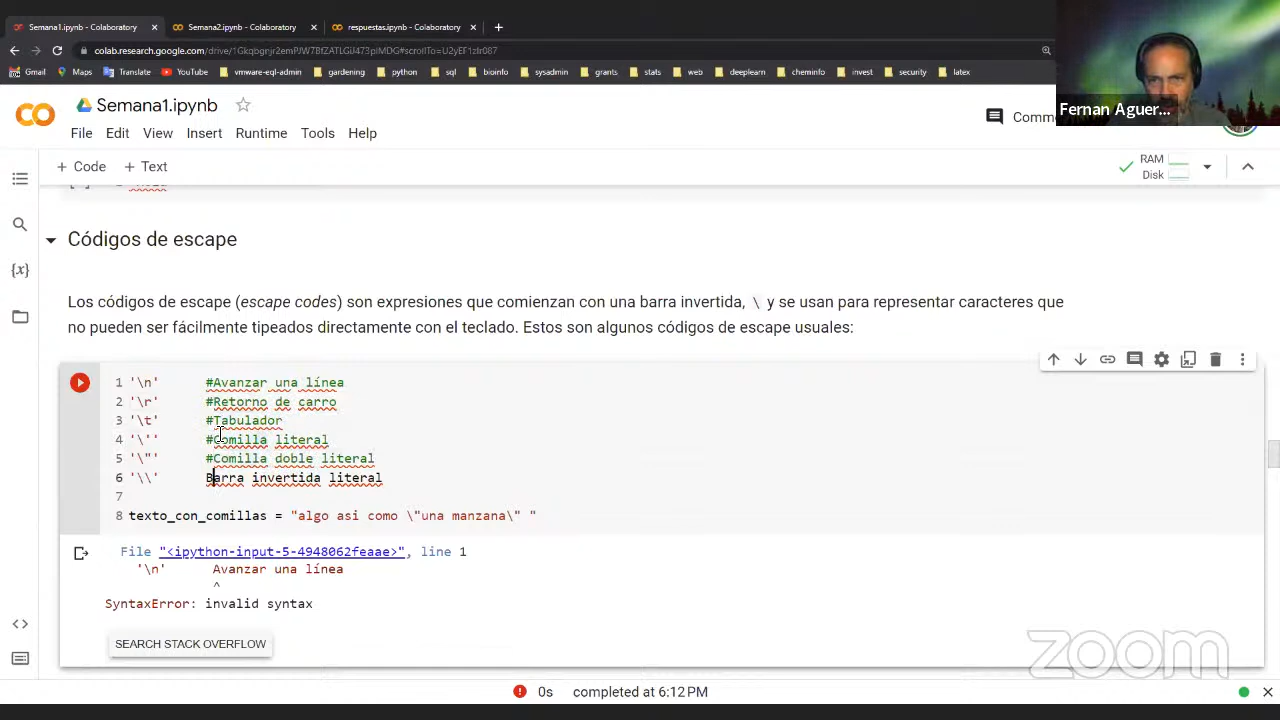 Semana1.ipynb - Colaboratory
Semana2.ipynb - Colaboratory
respuestas.ipynb - Colaboratory
Gmail
Maps
Translate
YouTube
vmware-eql-admin
gardening
python
sql
bioinfo
sysadmin
grants
stats
web
deeplearn
cheminfo
invest
security
latex
Fernan Aguer...
Semana1.ipynb
File Edit View Insert Runtime Tools Help
Comm
+ Code + Text
RAM
Disk
Códigos de escape
Los códigos de escape (escape codes) son expresiones que comienzan con una barra invertida, \ y se usan para representar caracteres que
no pueden ser fácilmente tipeados directamente con el teclado. Estos son algunos códigos de escape usuales:
1 '\n' #Avanzar una línea
2 '\r' #Retorno de carro
3 '\t' #Tabulador
4 '\'' #Comilla literal
5 '\"' #Comilla doble literal
6 '\\' Barra invertida literal
7
8 texto_con_comillas = "algo asi como \"una manzana\" "
File "<ipython-input-5-4948062feaae>", line 1
'\n' Avanzar una línea
^
SyntaxError: invalid syntax
SEARCH STACK OVERFLOW
zoom
0s completed at 6:12 PM